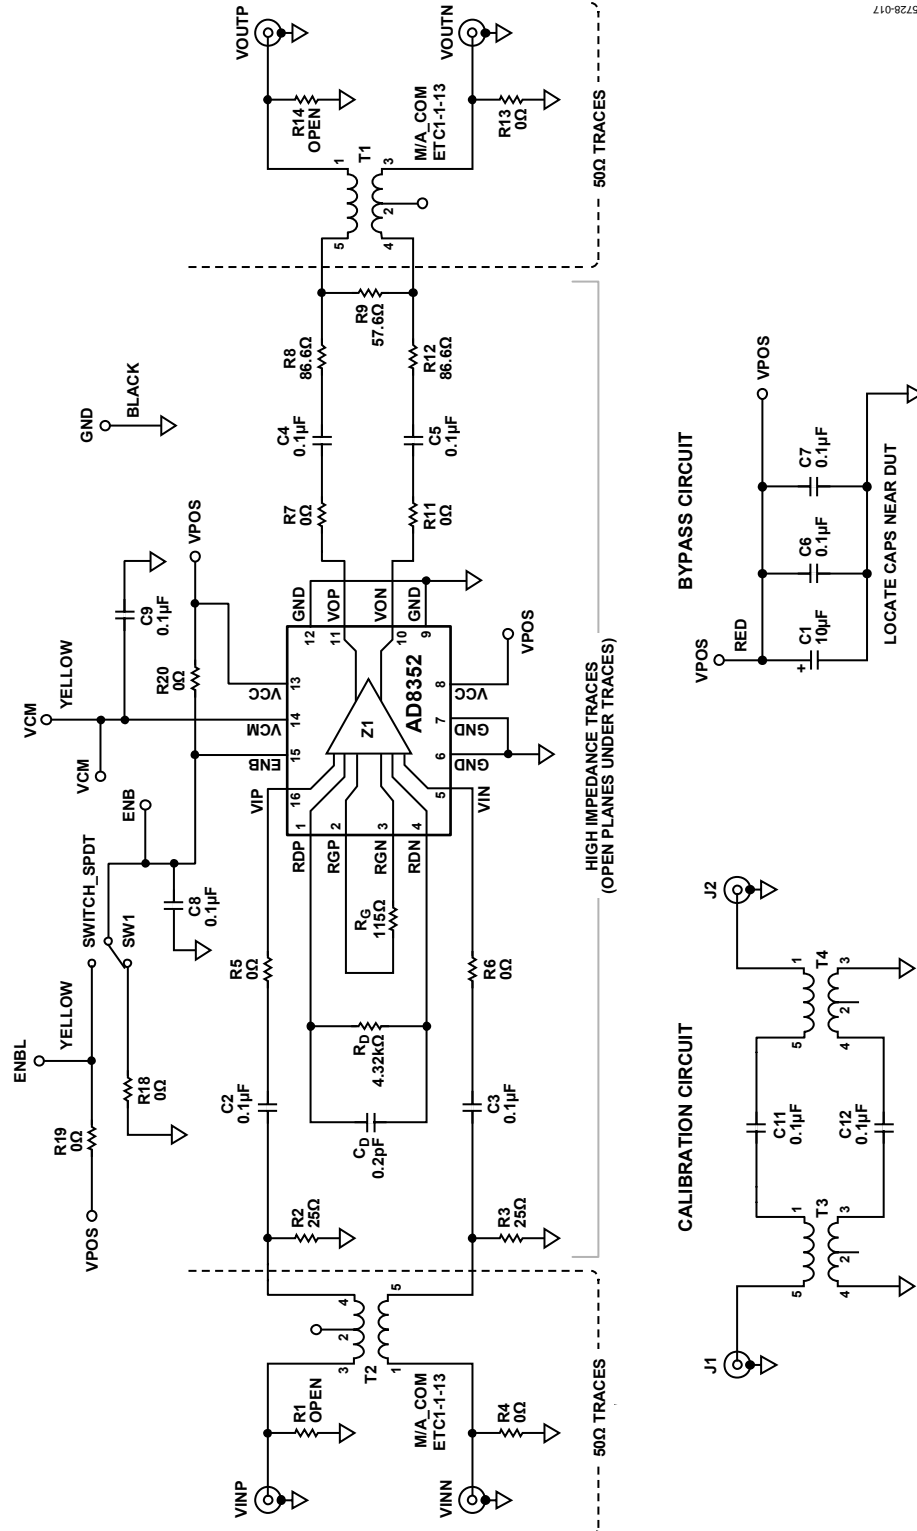 VOUTP
R14
OPEN
T1
1
5
3
2
4
M/A_COM
ETC1-1-13
VOUTN
R13
0Ω
50Ω TRACES
R8
86.6Ω
R9
57.6Ω
R12
86.6Ω
C4
0.1µF
C5
0.1µF
R7
0Ω
R11
0Ω
GND
BLACK
VPOS
VCM
YELLOW
C9
0.1µF
R20
0Ω
VCM
ENB
SWITCH_SPDT
SW1
C8
0.1µF
ENBL
YELLOW
R19
0Ω
R18
0Ω
VPOS
GND
12
VOP
11
VON
10
GND
9
13
VCC
14
VCM
15
ENB
VIP
16
1
RDP
2
RGP
3
RGN
4
RDN
5
VIN
6
GND
7
GND
8
VCC
VPOS
Z1
AD8352
RG
115Ω
RD
4.32kΩ
CD
0.2pF
R5
0Ω
R6
0Ω
C2
0.1µF
C3
0.1µF
R2
25Ω
R3
25Ω
HIGH IMPEDANCE TRACES
(OPEN PLANES UNDER TRACES)
4
2
3
T2
5
1
M/A_COM
ETC1-1-13
R1
OPEN
R4
0Ω
VINP
VINN
50Ω TRACES
BYPASS CIRCUIT
VPOS
RED
VPOS
C1
10µF
+
C6
0.1µF
C7
0.1µF
LOCATE CAPS NEAR DUT
CALIBRATION CIRCUIT
J1
T3
5
1
2
4
3
C11
0.1µF
C12
0.1µF
T4
5
1
2
4
3
J2
5728-017